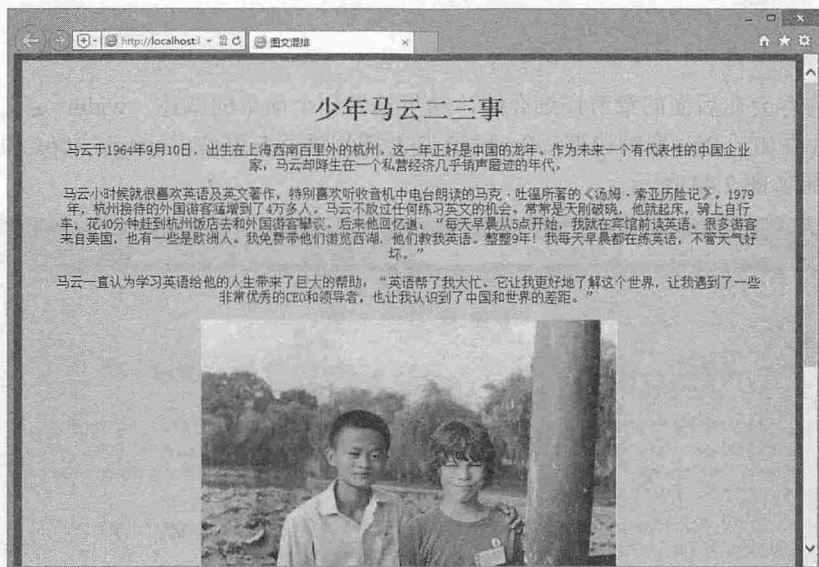 http://localhost:
图文混排
少年马云二三事
马云于1964年9月10日，出生在上海西南百里外的杭州。这一年正好是中国的龙年。作为未来一个有代表性的中国企业
家，马云却降生在一个私营经济几乎销声匿迹的年代。
马云小时候就很喜欢英语及英文著作，特别喜欢听收音机中电台朗读的马克·吐温所著的《汤姆·索亚历险记》。1979
年，杭州接待的外国游客猛增到了4万多人。马云不放过任何练习英文的机会。常常是天刚破晓，他就起床，骑上自行
车，花40分钟赶到杭州饭店去和外国游客攀谈。后来他回忆道：“每天早晨从5点开始，我就在宾馆前读英语。很多游客
来自美国，也有一些是欧洲人。我免费带他们游览西湖，他们教我英语。整整9年！我每天早晨都在练英语，不管天气好
坏。”
马云一直认为学习英语给他的人生带来了巨大的帮助：“英语帮了我大忙。它让我更好地了解这个世界，让我遇到了一些
非常优秀的CEO和领导者，也让我认识到了中国和世界的差距。”